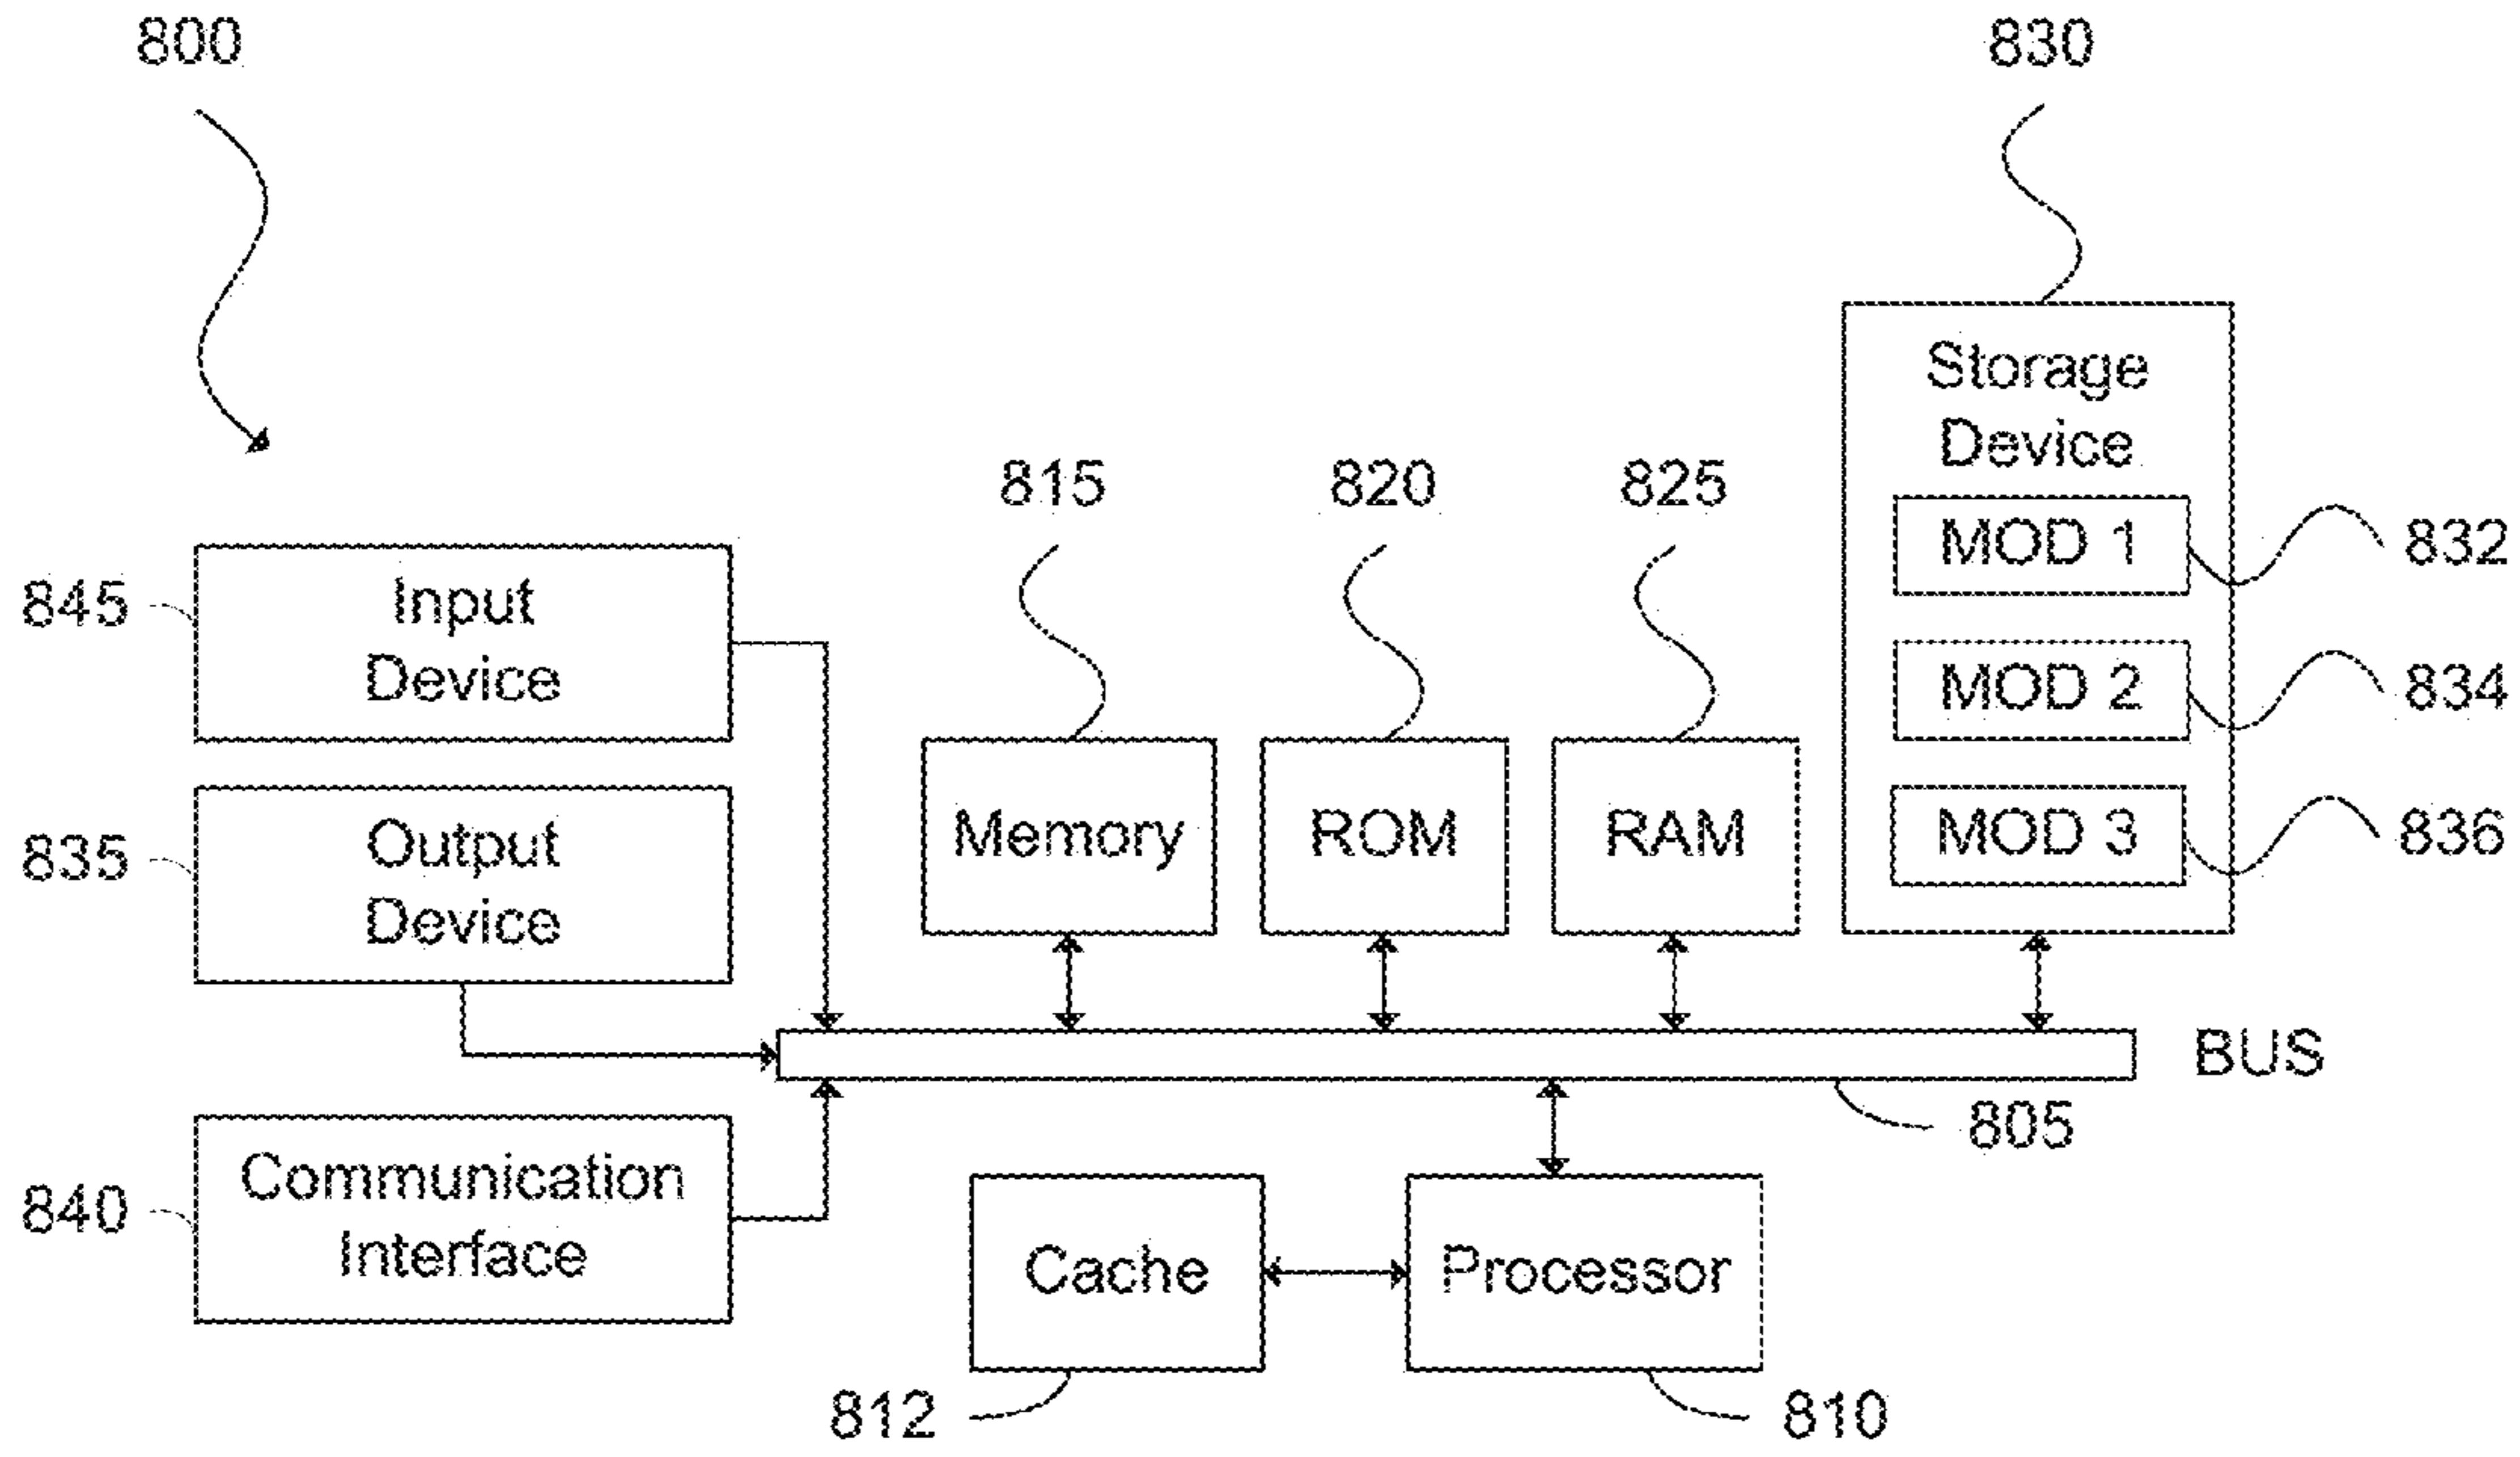 800
830
Storage
Device
815
820
825
MOD 1
832
845
Input
Device
MOD 2
834
835
Output
Device
Memory
ROM
RAM
MOD 3
836
BUS
805
840
Communication
Interface
Cache
Processor
812
810